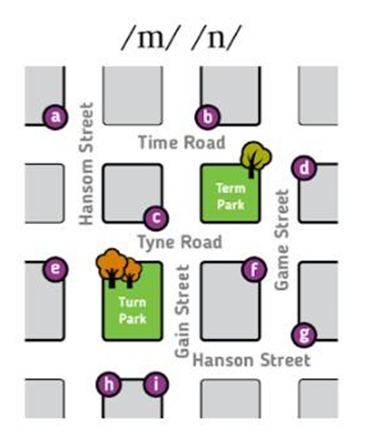 /m/ /n/
a
b
Hansom Street
Time Road
d
Term
Park
c
Game Street
Tyne Road
e
f
Turn
Park
Gain Street
g
Hanson Street
h
i